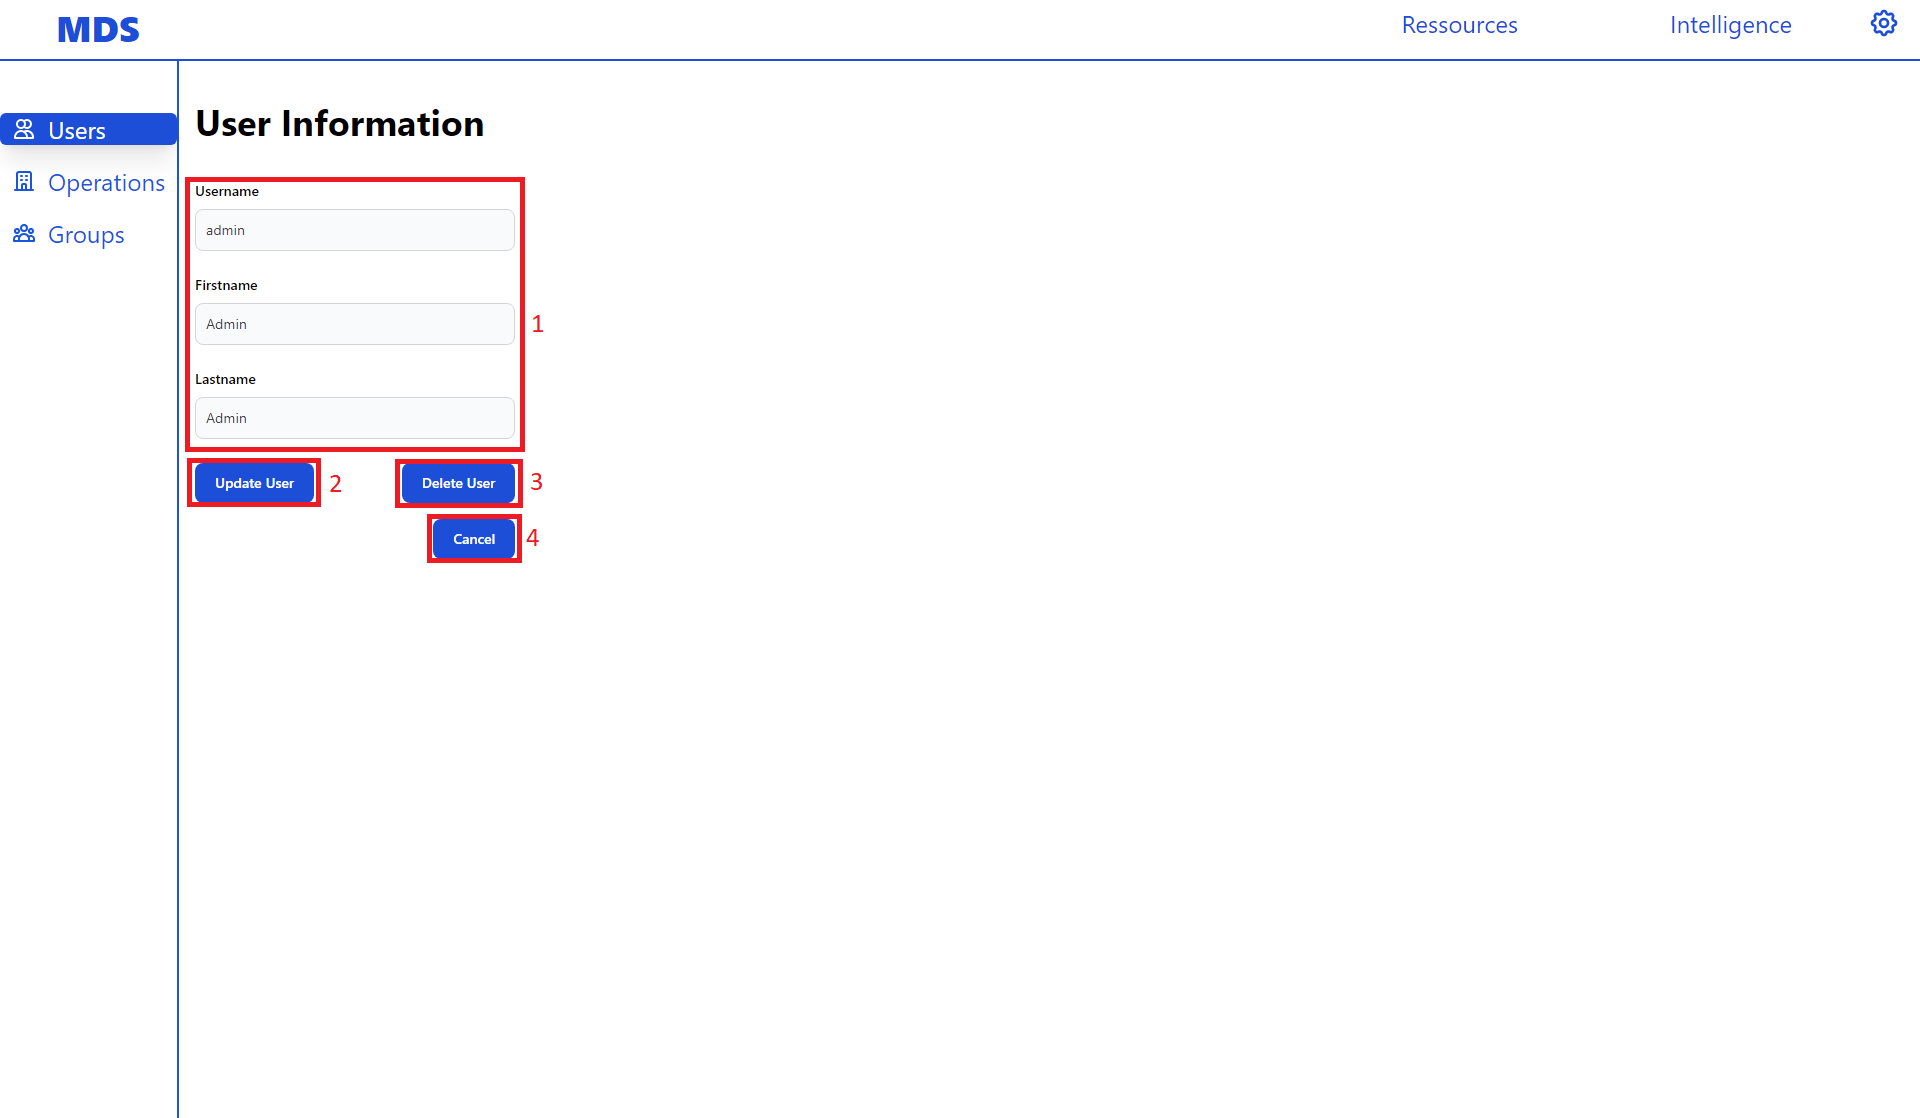 MDS
Ressources
Intelligence
Users
Operations
Groups
User Information
Username
admin
Firstname
Admin
1
Lastname
Admin
Update User
2
Delete User
3
Cancel
4